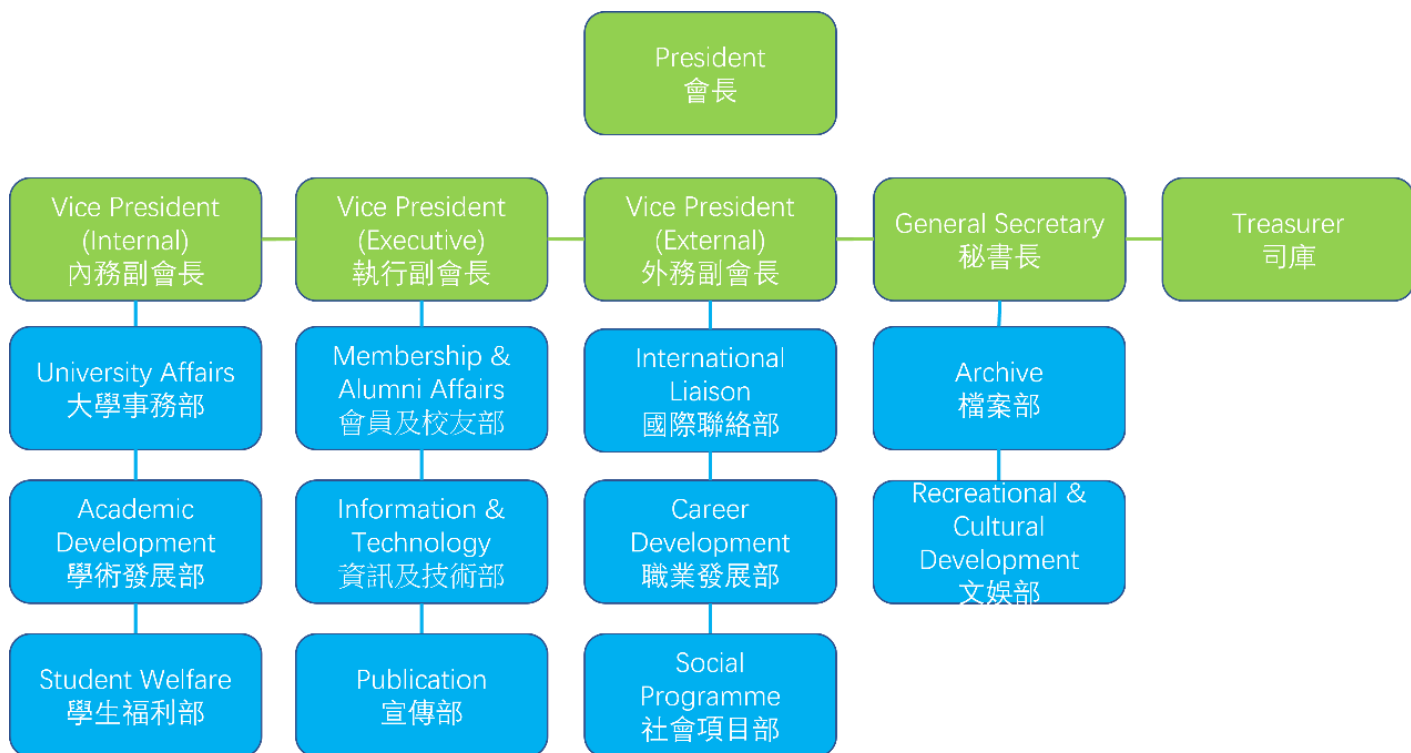 President
會長
Vice President
(Internal)
內務副會長
Vice President
(Executive)
執行副會長
Vice President
(External)
外務副會長
General Secretary
秘書長
Treasurer
司庫
University Affairs
大學事務部
Membership &
Alumni Affairs
會員及校友部
International
Liaison
國際聯絡部
Archive
檔案部
Academic
Development
學術發展部
Information &
Technology
資訊及技術部
Career
Development
職業發展部
Recreational &
Cultural
Development
文娛部
Student Welfare
學生福利部
Publication
宣傳部
Social
Programme
社會項目部